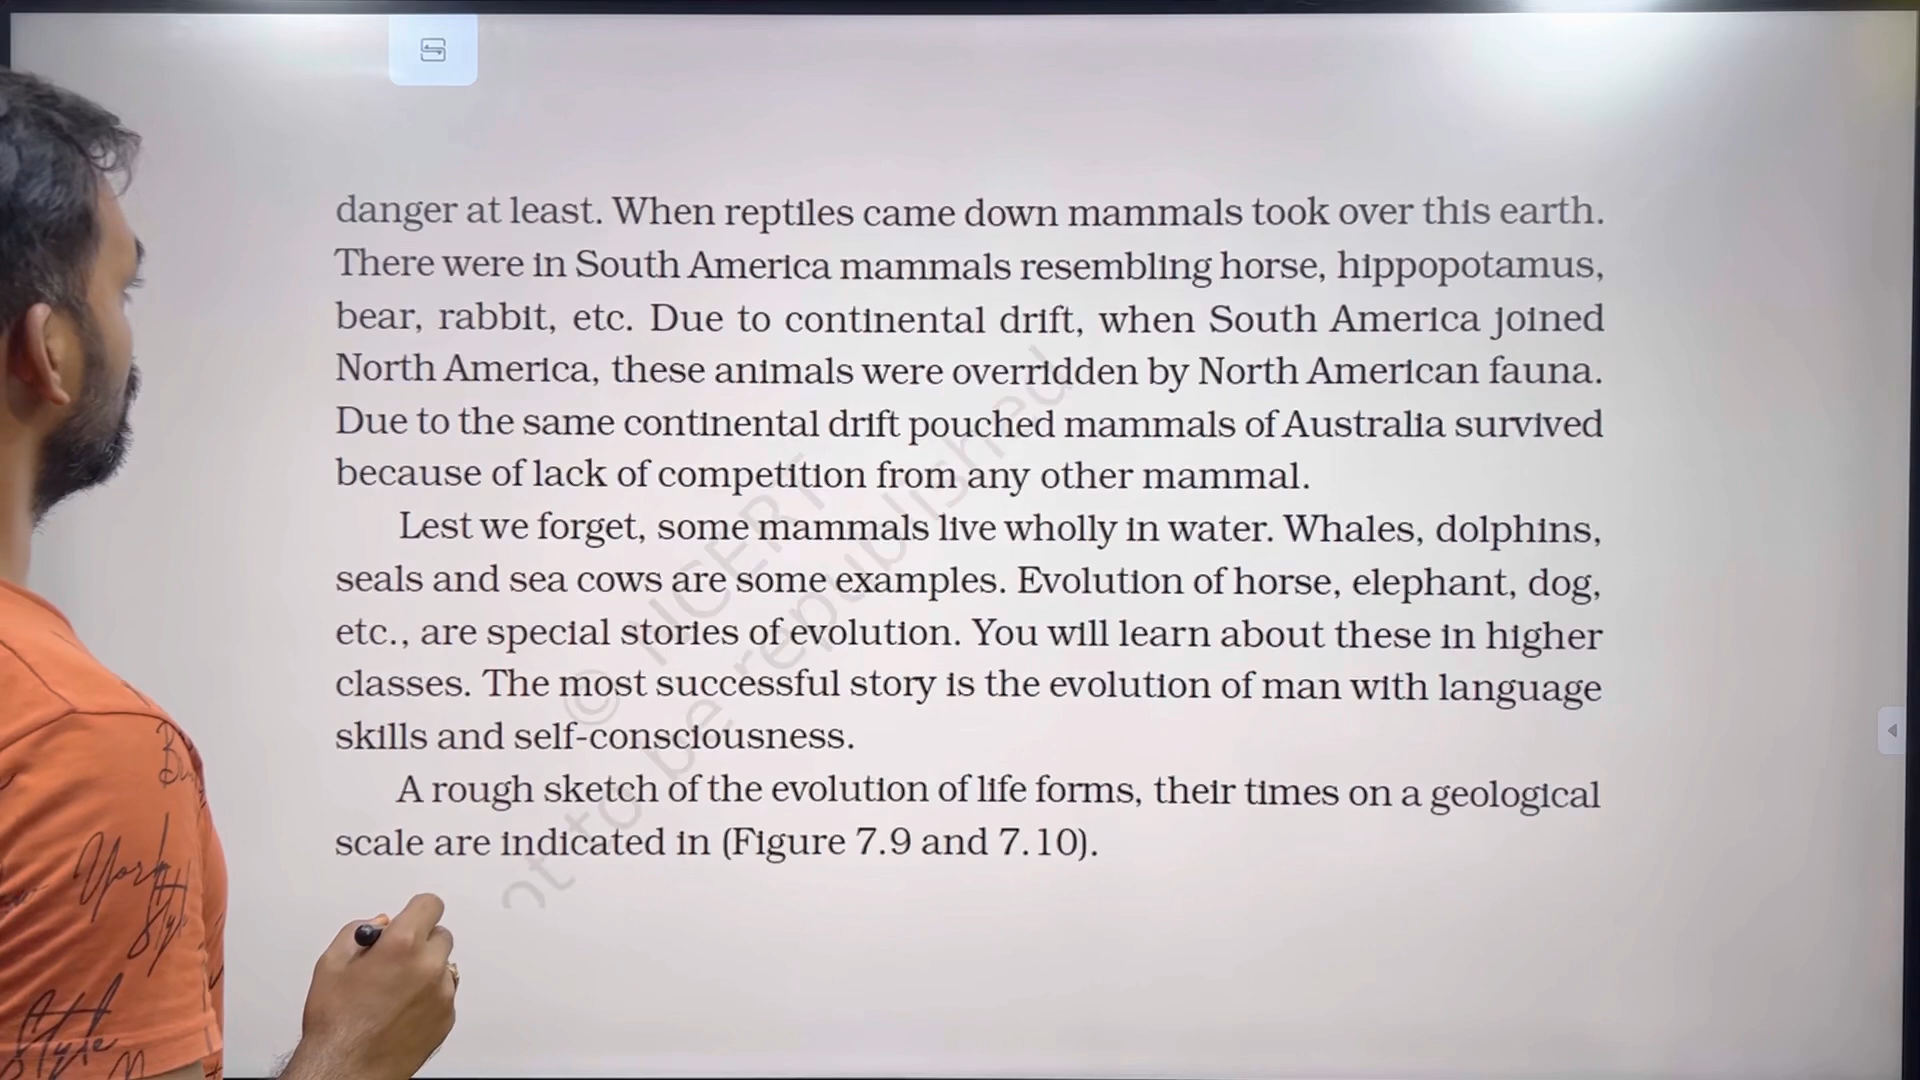 danger at least. When reptiles came down mammals took over this earth.
There were in South America mammals resembling horse, hippopotamus,
bear, rabbit, etc. Due to continental drift, when South America joined
North America, these animals were overridden by North American fauna.
Due to the same continental drift pouched mammals of Australia survived
because of lack of competition from any other mammal.
Lest we forget, some mammals live wholly in water. Whales, dolphins,
seals and sea cows are some examples. Evolution of horse, elephant, dog,
etc., are special stories of evolution. You will learn about these in higher
classes. The most successful story is the evolution of man with language
skills and self-consciousness.
A rough sketch of the evolution of life forms, their times on a geological
scale are indicated in (Figure 7.9 and 7.10).
© NCERT
to be republished
York
Style
Style